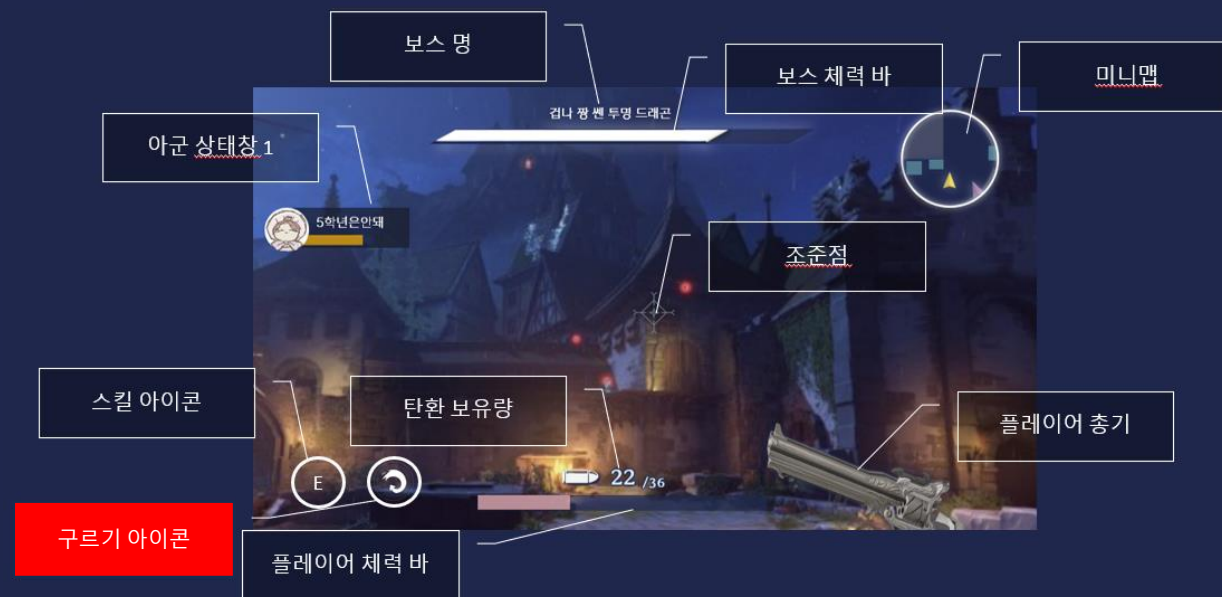 보스 명
보스 체력 바
미니맵
겁나 짱 쎈 투명 드래곤
아군 상태창 1
5학년은안돼
조준점
스킬 아이콘
탄환 보유량
플레이어 총기
E
22 /36
구르기 아이콘
플레이어 체력 바